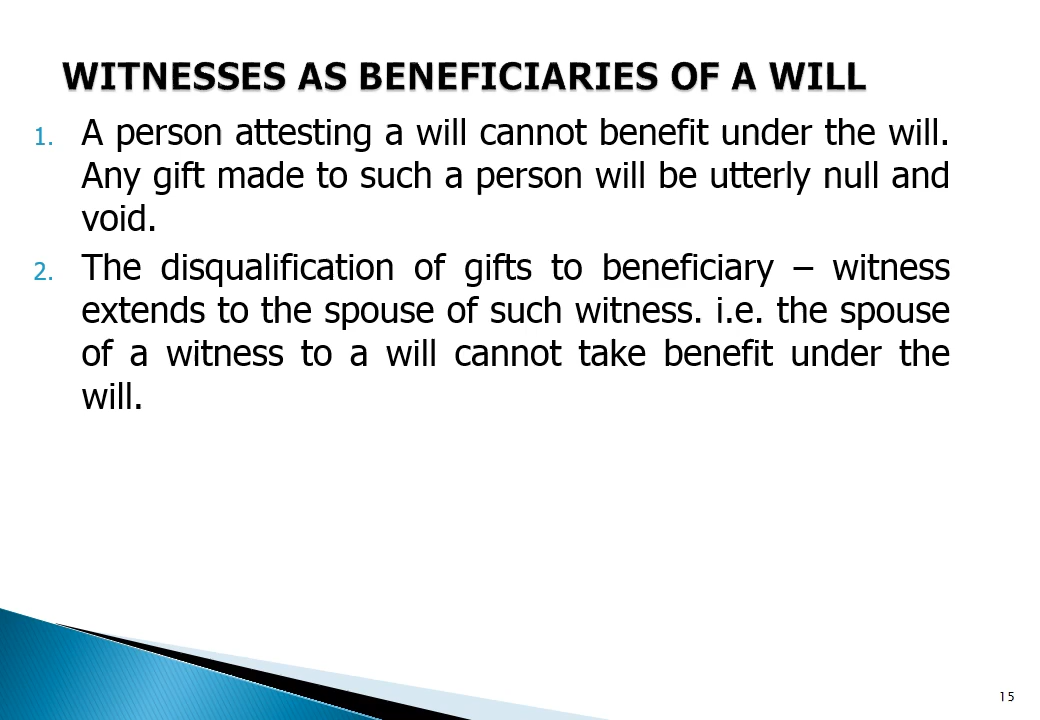 WITNESSES AS BENEFICIARIES OF A WILL
1. A person attesting a will cannot benefit under the will.
Any gift made to such a person will be utterly null and
void.
2. The disqualification of gifts to beneficiary – witness
extends to the spouse of such witness. i.e. the spouse
of a witness to a will cannot take benefit under the
will.
15